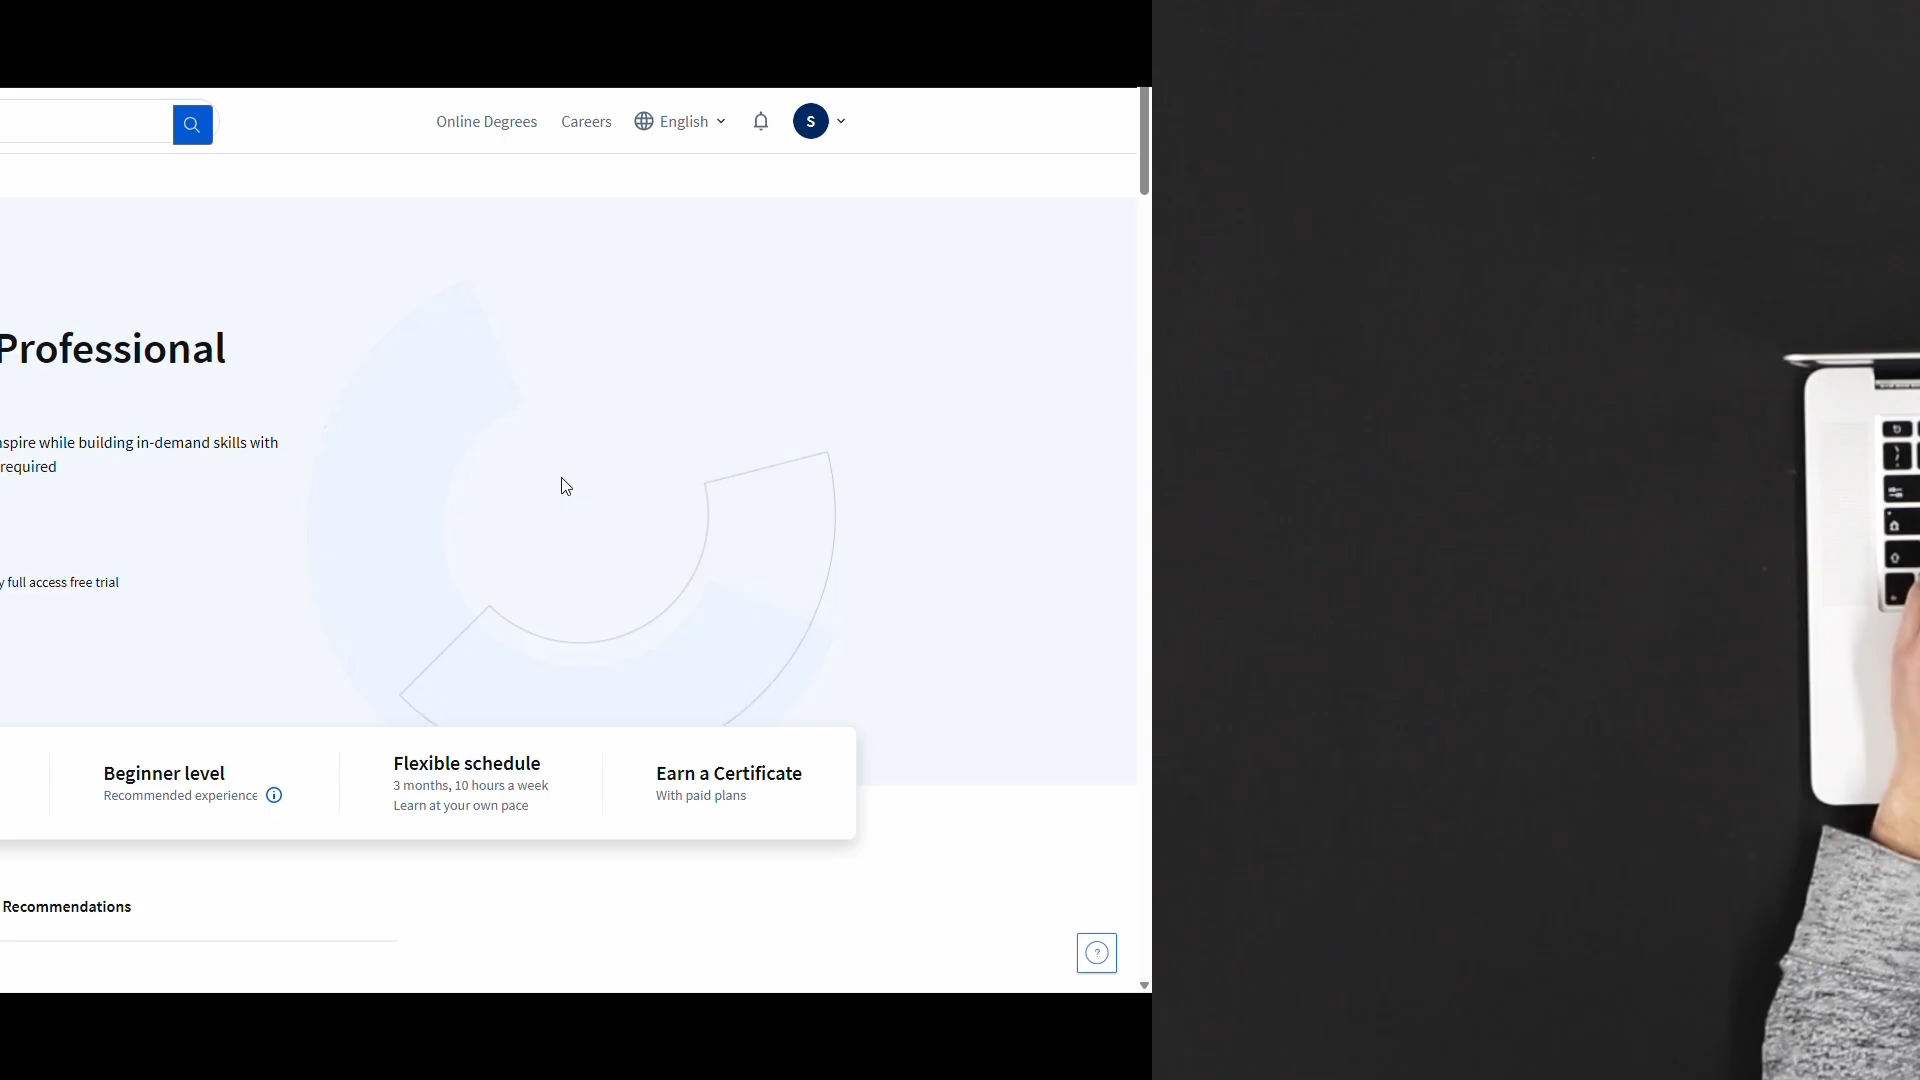 Online Degrees Careers English S
Professional
nspire while building in-demand skills with
required
y full access free trial
Beginner level
Recommended experience
Flexible schedule
3 months, 10 hours a week
Learn at your own pace
Earn a Certificate
With paid plans
Recommendations
?